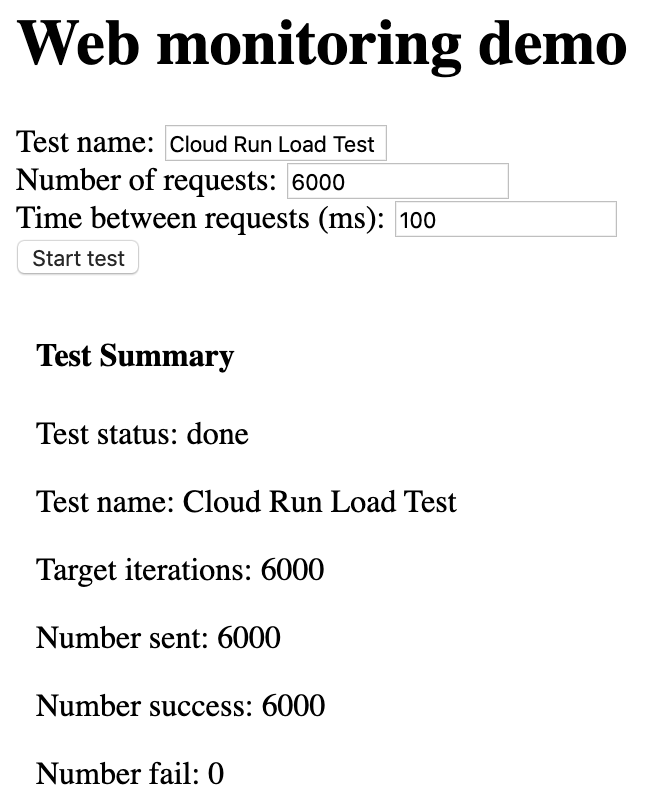 Web monitoring demo
Test name: Cloud Run Load Test
Number of requests: 6000
Time between requests (ms): 100
Start test
Test Summary
Test status: done
Test name: Cloud Run Load Test
Target iterations: 6000
Number sent: 6000
Number success: 6000
Number fail: 0